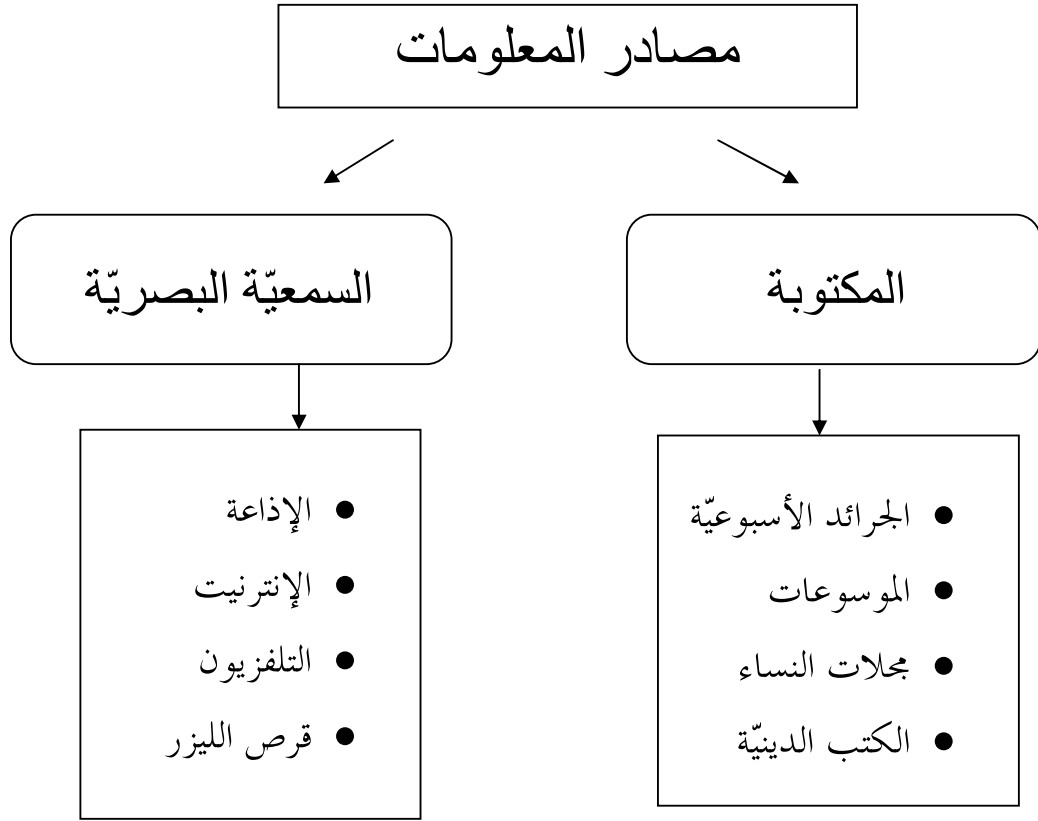 مصادر المعلومات
المكتوبة
السمعيّة البصريّة
● الجرائد الأسبوعيّة
● الموسوعات
● مجلات النساء
● الكتب الدينيّة
● الإذاعة
● الإنترنيت
● التلفزيون
● قرص الليزر